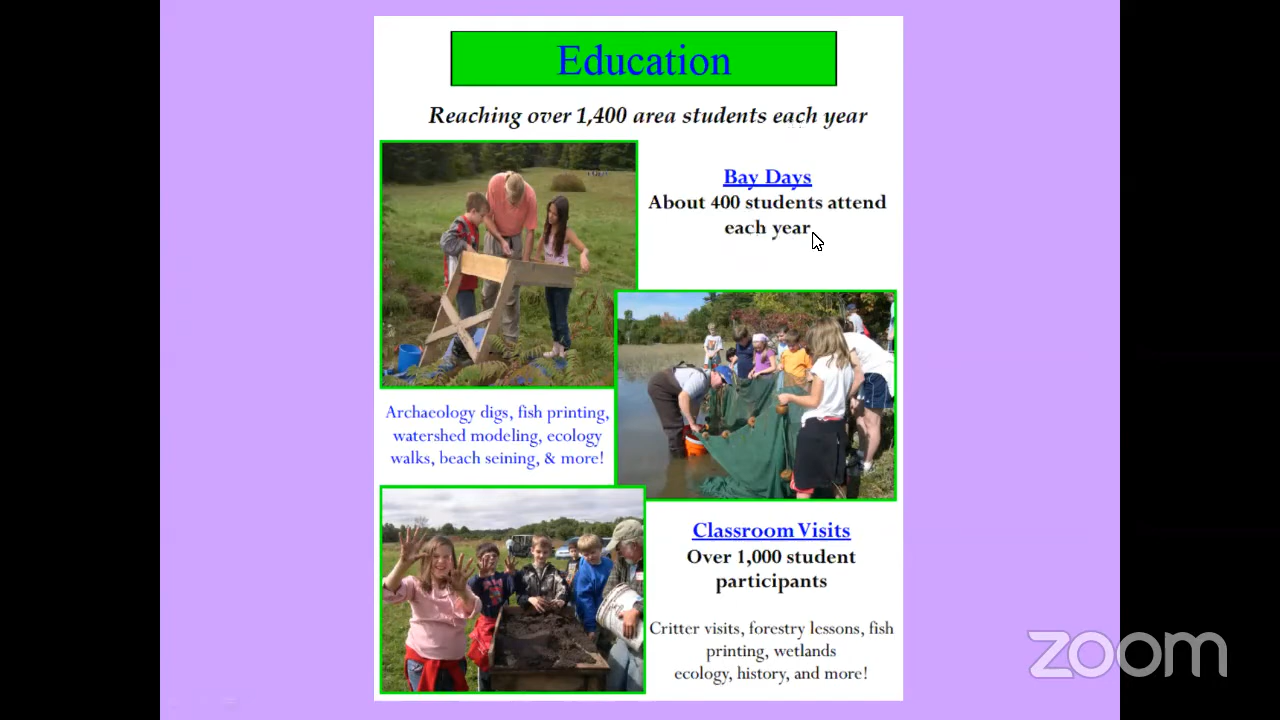 Education
Reaching over 1,400 area students each year
Bay Days
About 400 students attend
each year
Archaeology digs, fish printing,
watershed modeling, ecology
walks, beach seining, & more!
Classroom Visits
Over 1,000 student
participants
Critter visits, forestry lessons, fish
printing, wetlands
ecology, history, and more!
zoom